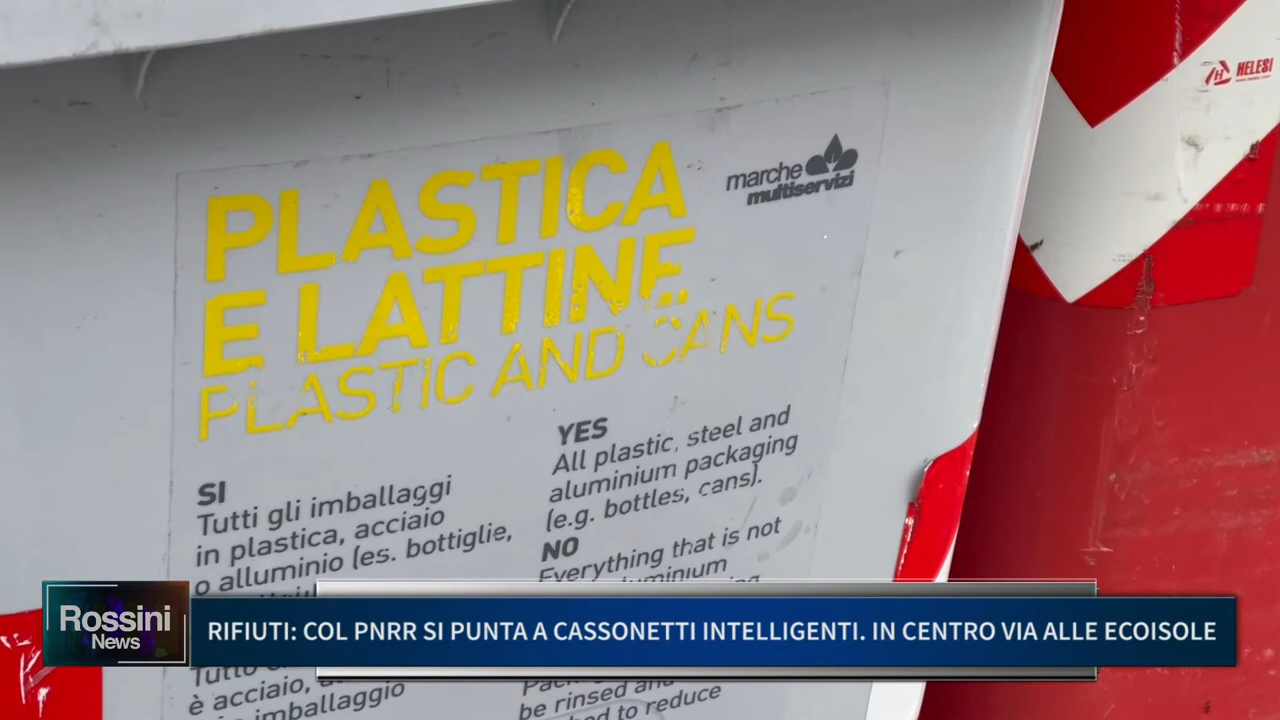 HELESI
marche
multiservizi
PLASTICA
E LATTINE
PLASTIC AND CANS
SI
Tutti gli imballaggi
in plastica, acciaio
o alluminio (es. bottiglie,
YES
All plastic, steel and
aluminium packaging
(e.g. bottles, cans).
NO
Everything that is not
Rossini
News
RIFIUTI: COL PNRR SI PUNTA A CASSONETTI INTELLIGENTI. IN CENTRO VIA ALLE ECOISOLE
Tutto
è acciaio,
imballaggio
be rinsed and
to reduce